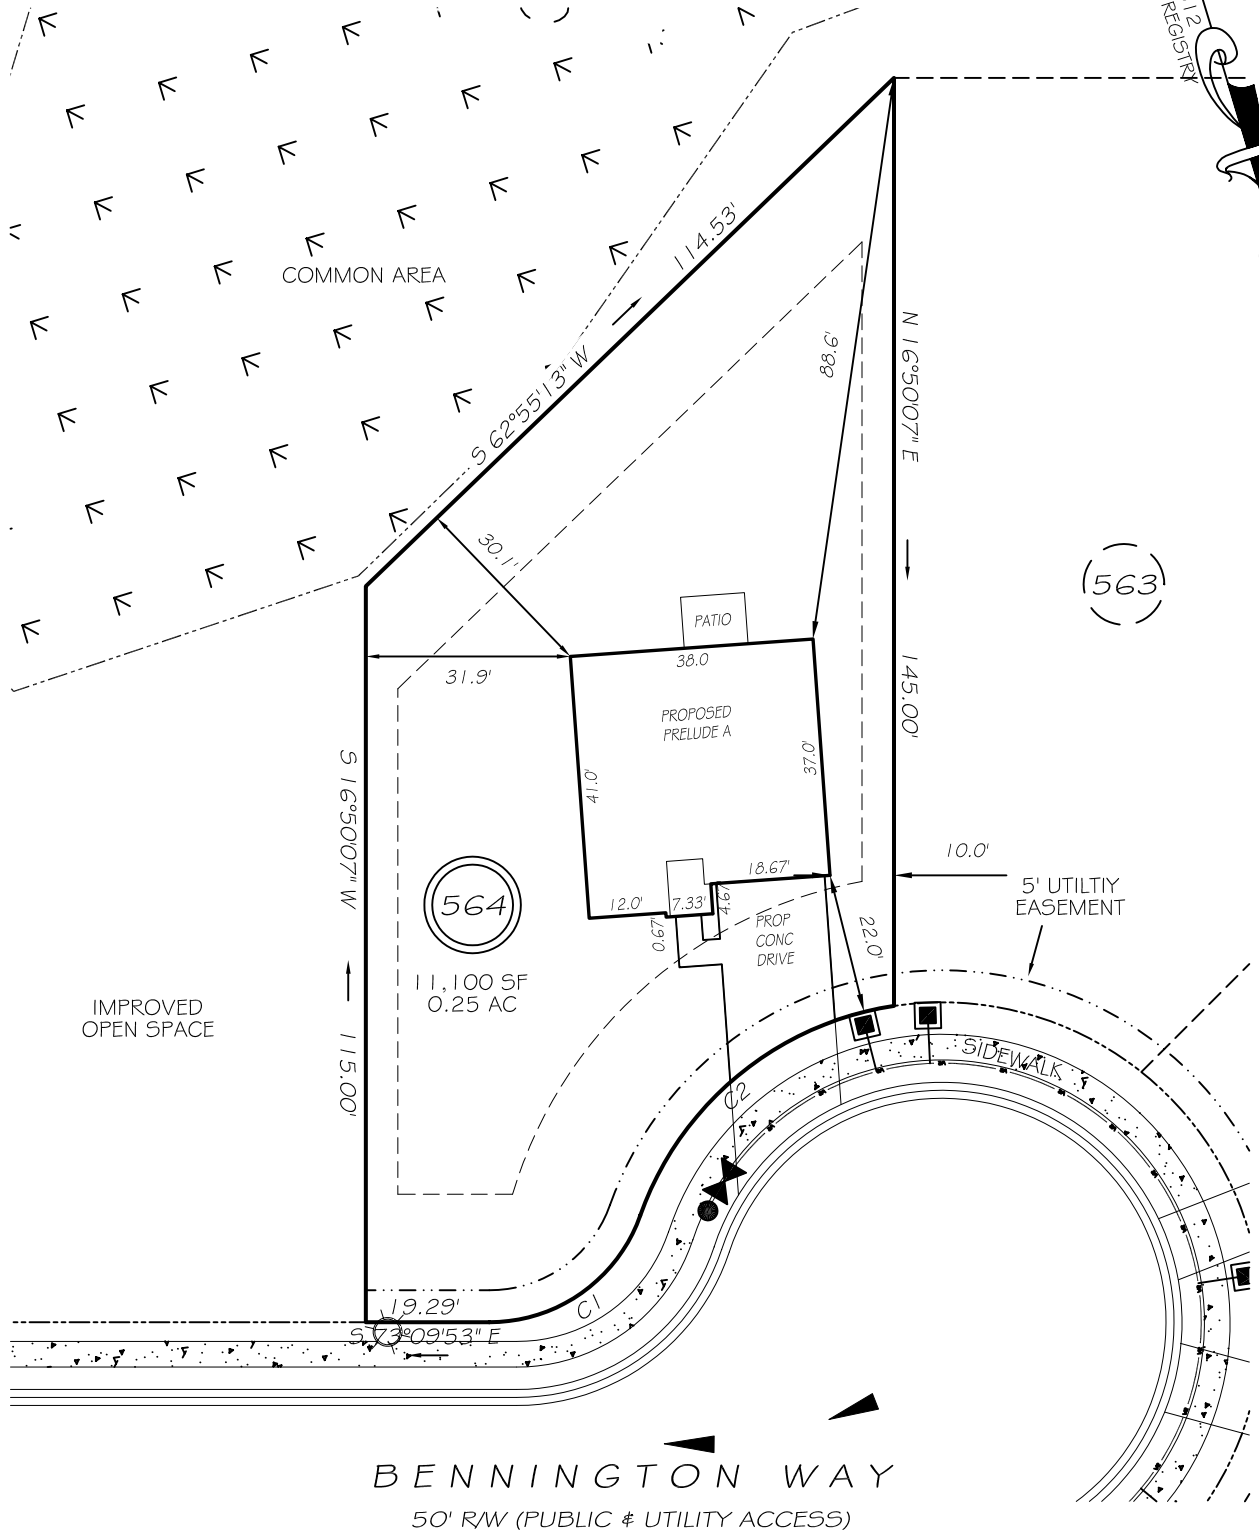 REGISTRY
COMMON AREA
114.53'
S 62°55'13" W
88.6'
N 16°50'07" E
30.1'
563
PATIO
38.0
31.9'
145.00'
PROPOSED
PRELUDE A
S 16°50'07" W
41.0'
37.0'
18.67'
10.0'
5' UTILTIY
EASEMENT
564
12.0'
7.33'
4.67'
0.67'
PROP
CONC
DRIVE
22.0'
11,100 SF
0.25 AC
IMPROVED
OPEN SPACE
115.00'
SIDEWALK
C2
C1
19.29'
S 73°09'53" E
BENNINGTON WAY
50' R/W (PUBLIC & UTILITY ACCESS)